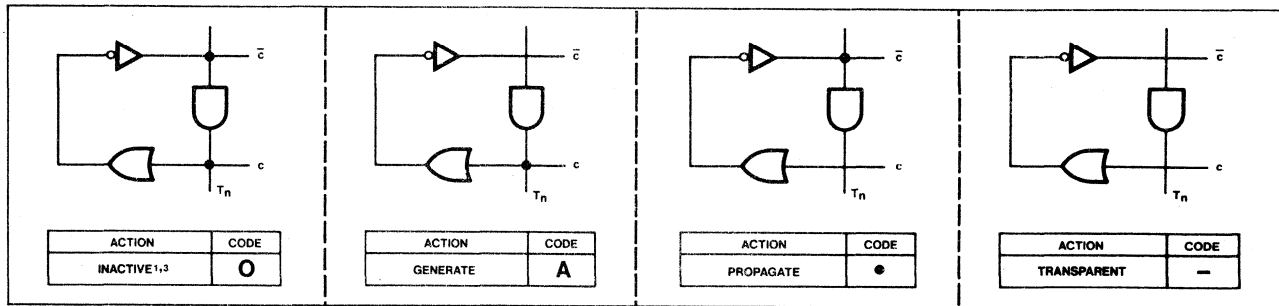 c̅
c
Tn
ACTION CODE
INACTIVE1,3 O
c̅
c
Tn
ACTION CODE
GENERATE A
c̅
c
Tn
ACTION CODE
PROPAGATE ●
c̅
c
Tn
ACTION CODE
TRANSPARENT –